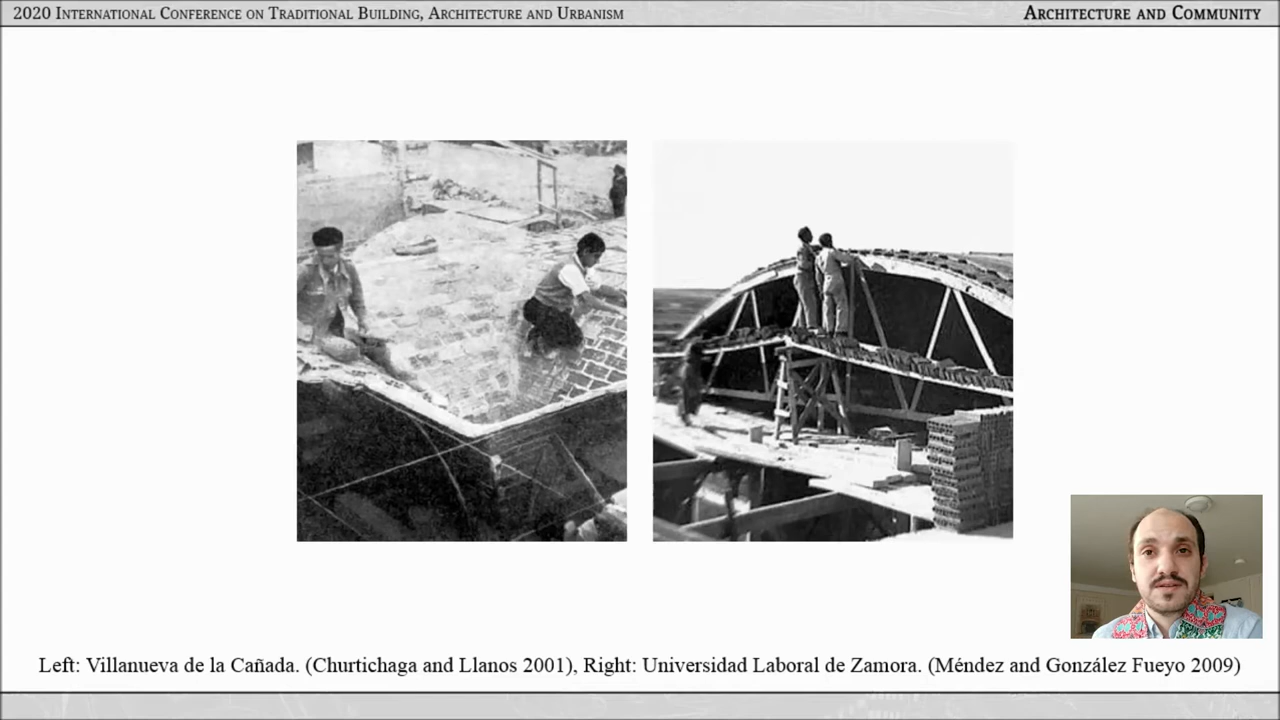 2020 International Conference on Traditional Building, Architecture and Urbanism
Architecture and Community
Left: Villanueva de la Cañada. (Churtichaga and Llanos 2001), Right: Universidad Laboral de Zamora. (Méndez and González Fueyo 2009)